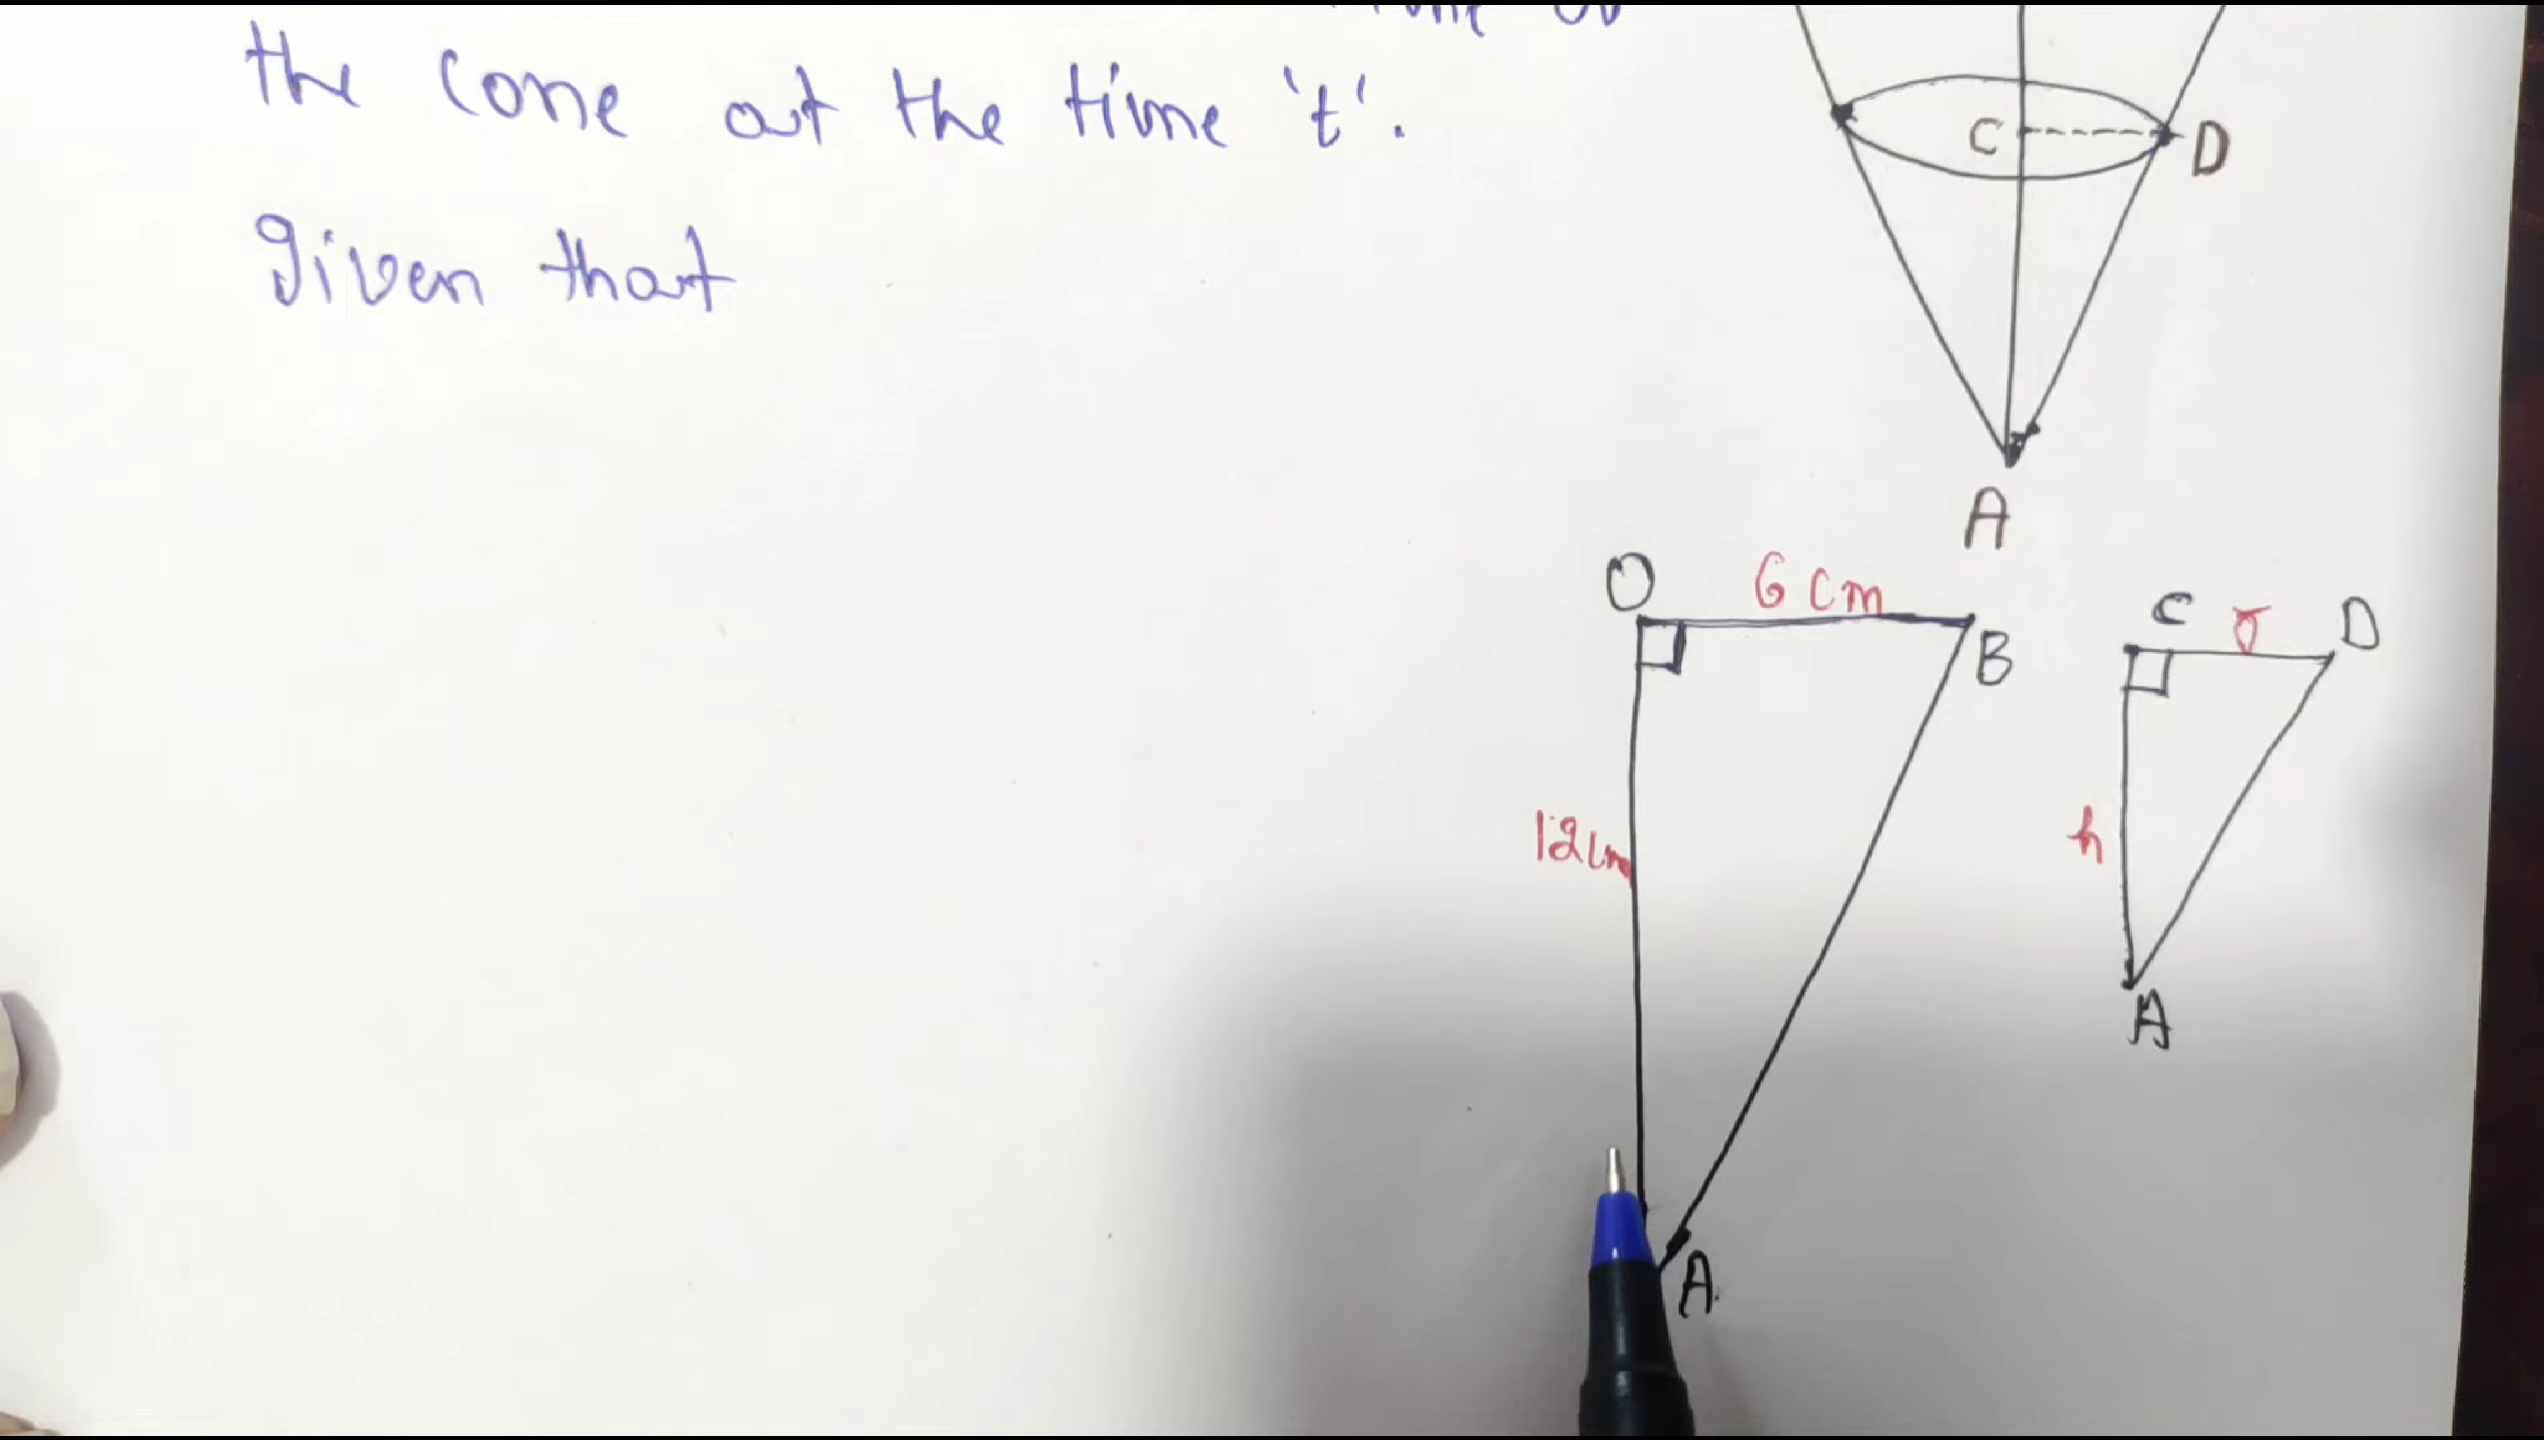 the cone at the time 't'.
Given that
C
D
A
O
6 cm
B
12cm
A
C r D
h
A